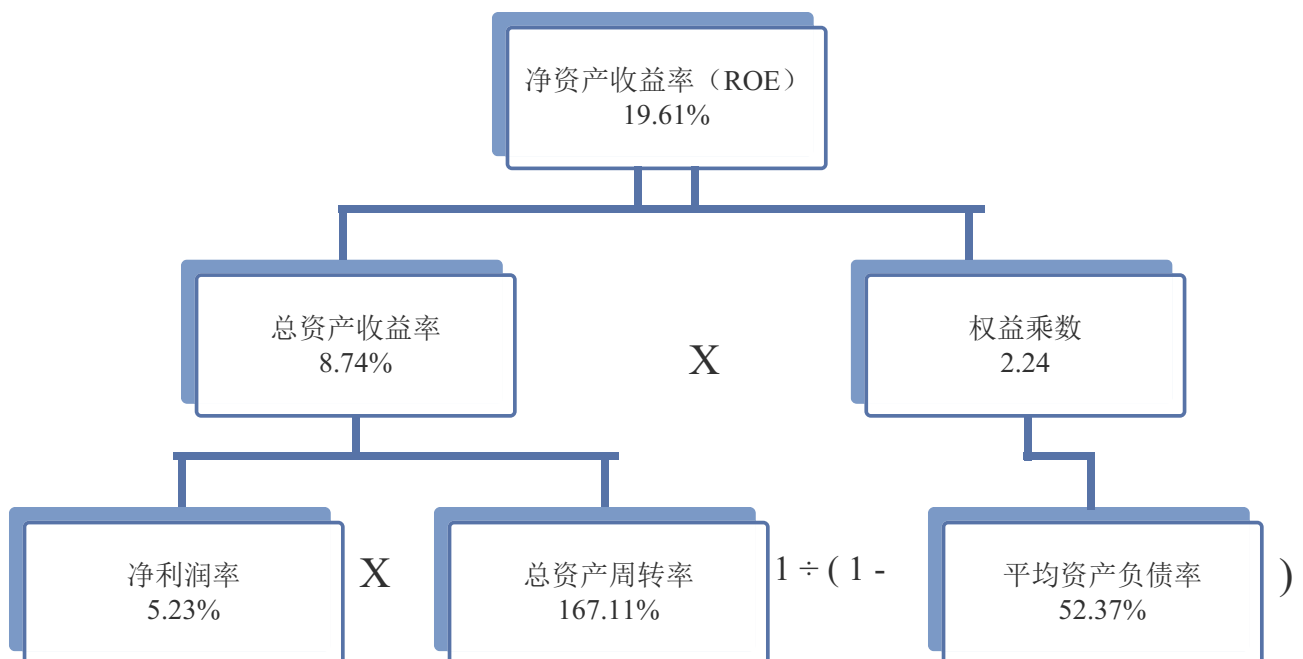 净资产收益率（ROE）
19.61%
总资产收益率
8.74%
X
权益乘数
2.24
净利润率
5.23%
X
总资产周转率
167.11%
1 ÷ ( 1 -
平均资产负债率
52.37%
)